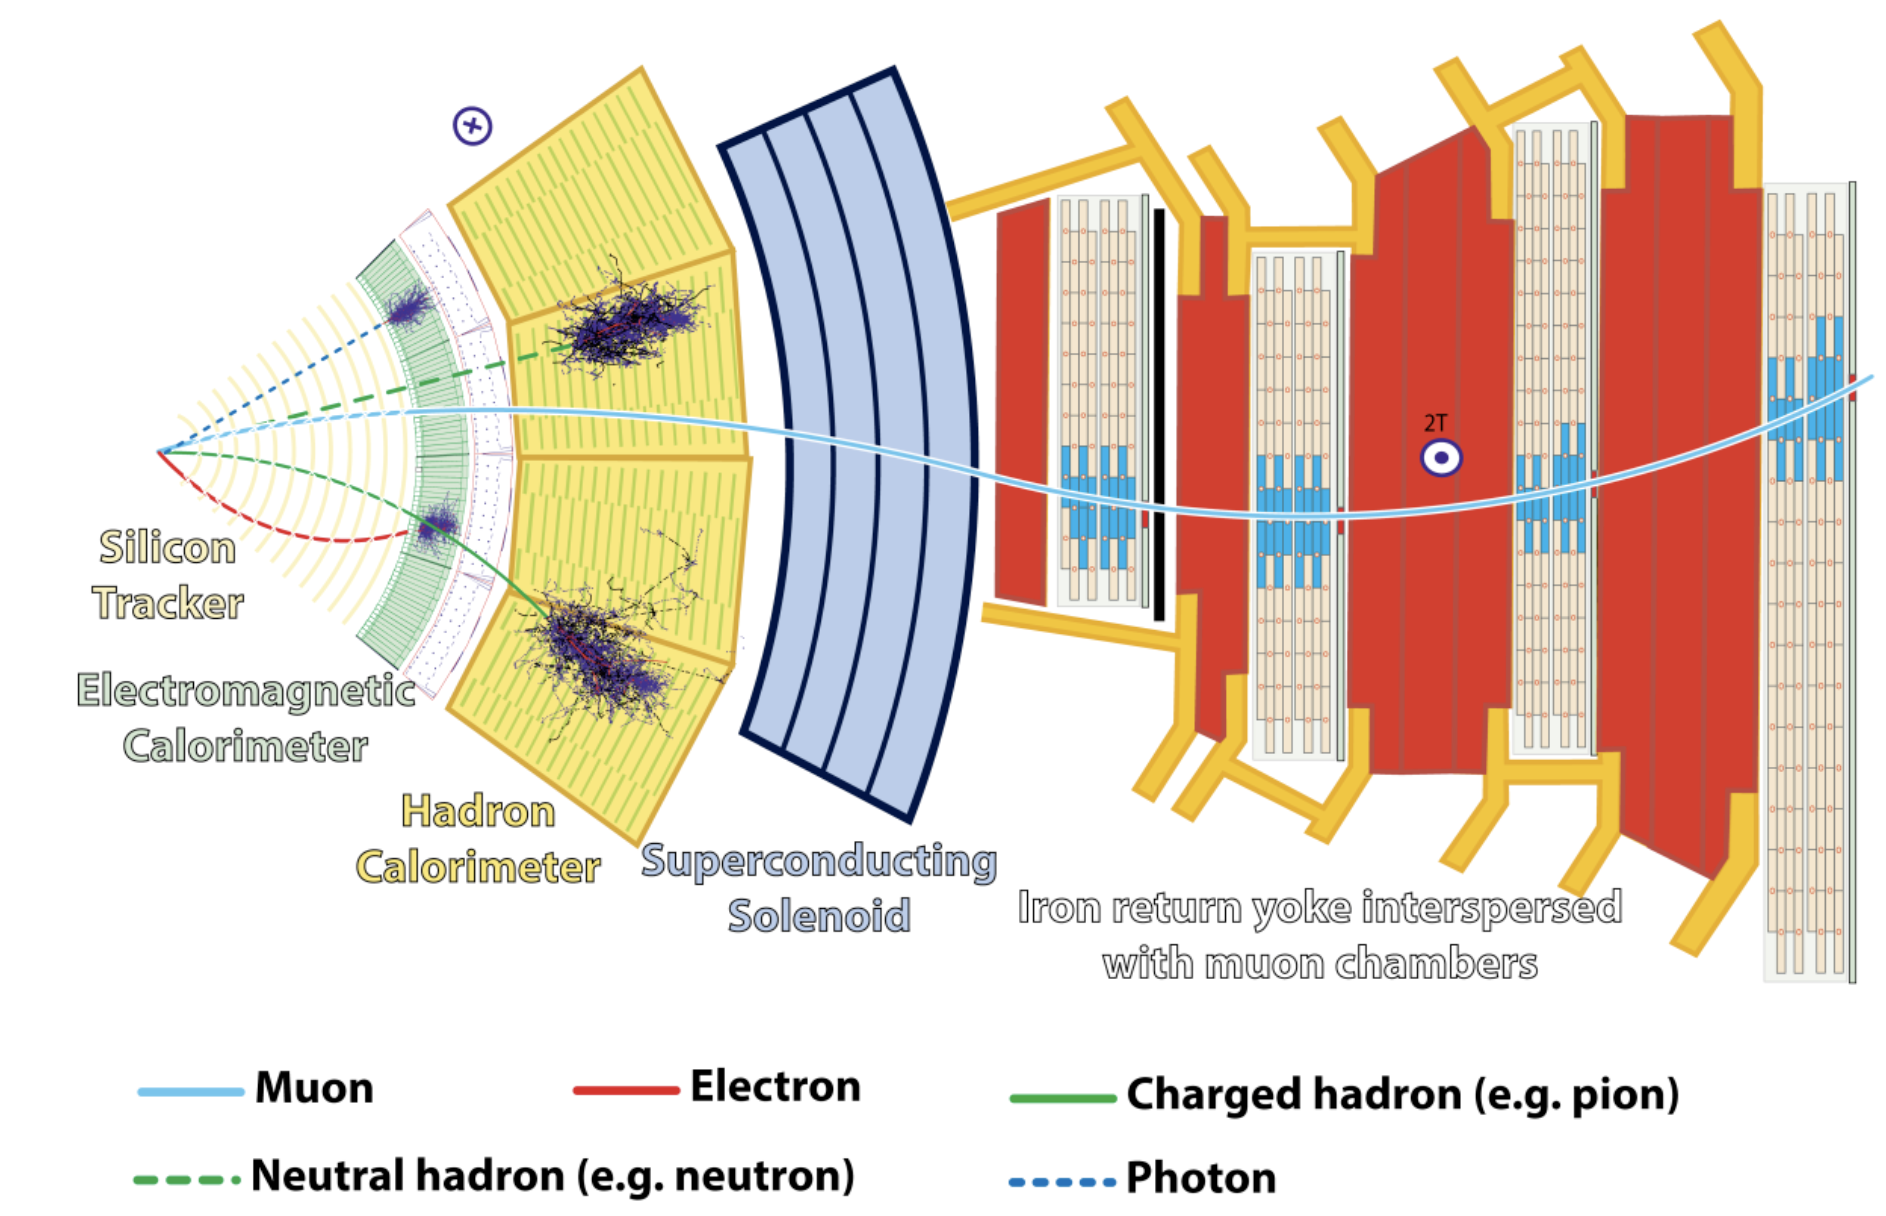 2T
Silicon
Tracker
Electromagnetic
Calorimeter
Hadron
Calorimeter
Superconducting
Solenoid
Iron return yoke interspersed
with muon chambers
Muon
Electron
Charged hadron (e.g. pion)
Neutral hadron (e.g. neutron)
Photon